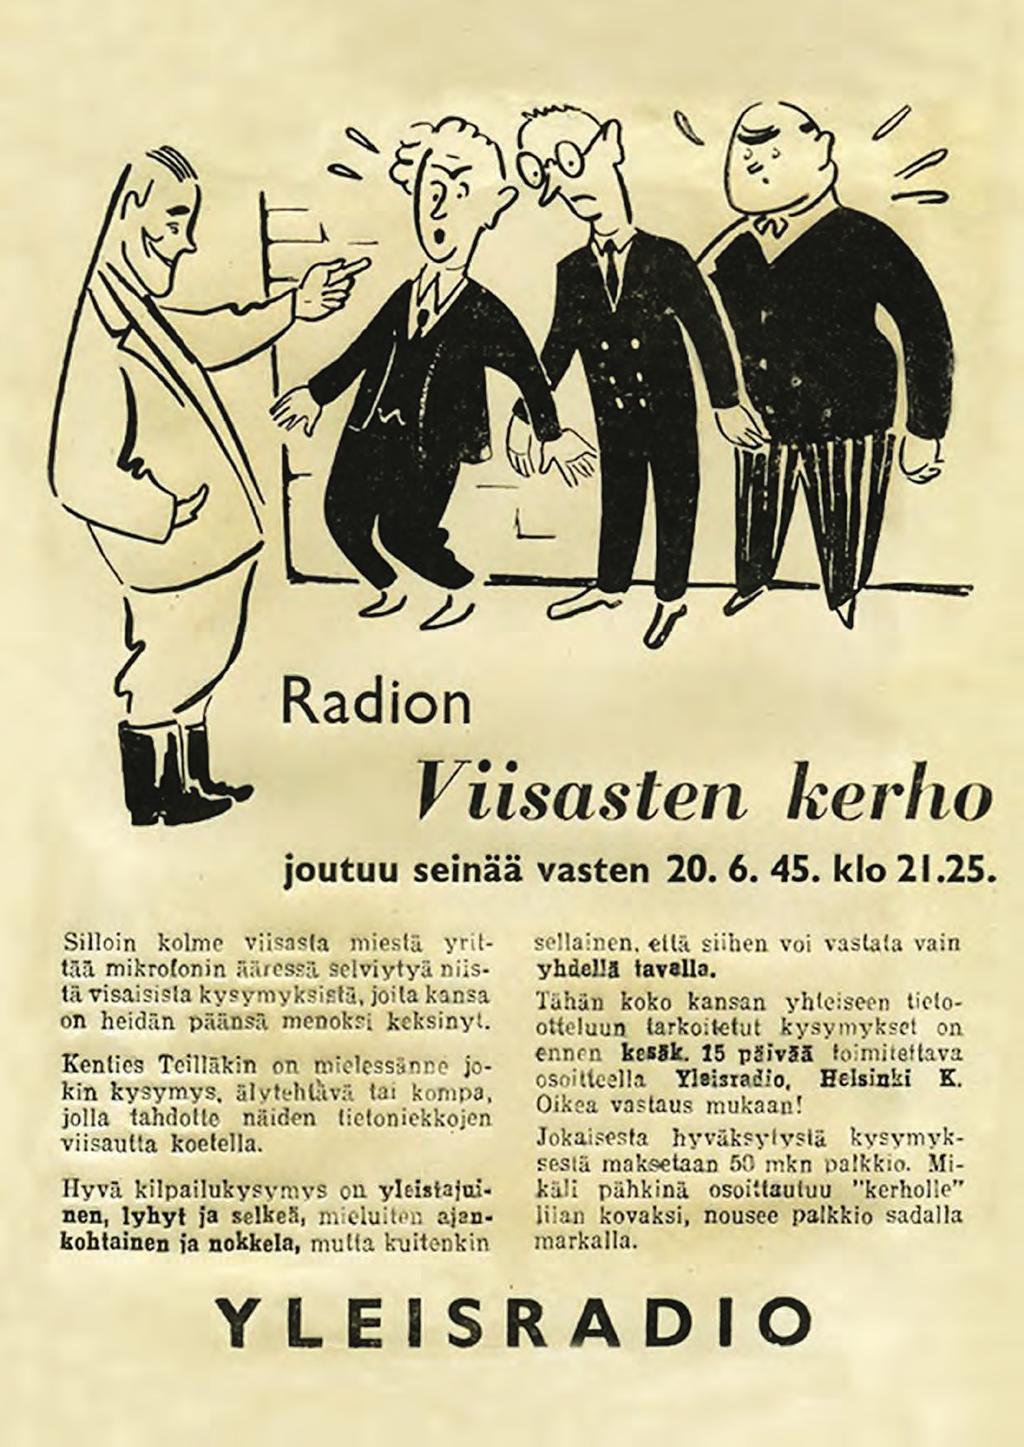 Radion
Viisasten kerho
joutuu seinää vasten 20. 6. 45. klo 21.25.
Silloin kolme viisasta miestä yrit-
tää mikrofonin ääressä selviytyä niis-
tä visaisista kysymyksistä, joita kansa
on heidän päänsä menoksi keksinyt.
Kenties Teilläkin on mielessänne jo-
kin kysymys, älytehtävä tai kompa,
jolla tahdotte näiden tietoniekkojen
viisautta koetella.
Hyvä kilpailukysymys on yleistajui-
nen, lyhyt ja selkeä, mieluiten ajan-
kohtainen ja nokkela, mutta kuitenkin
sellainen, että siihen voi vastata vain
yhdellä tavalla.
Tähän koko kansan yhteiseen tieto-
otteluun tarkoitetut kysymykset on
ennen kesäk. 15 päivää toimitettava
osoitteella Yleisradio, Helsinki K.
Oikea vastaus mukaan!
Jokaisesta hyväksytystä kysymyk-
sestä maksetaan 50 mkn palkkio. Mi-
käli pähkinä osoittautuu "kerholle"
liian kovaksi, nousee palkkio sadalla
markalla.
YLEISRADIO